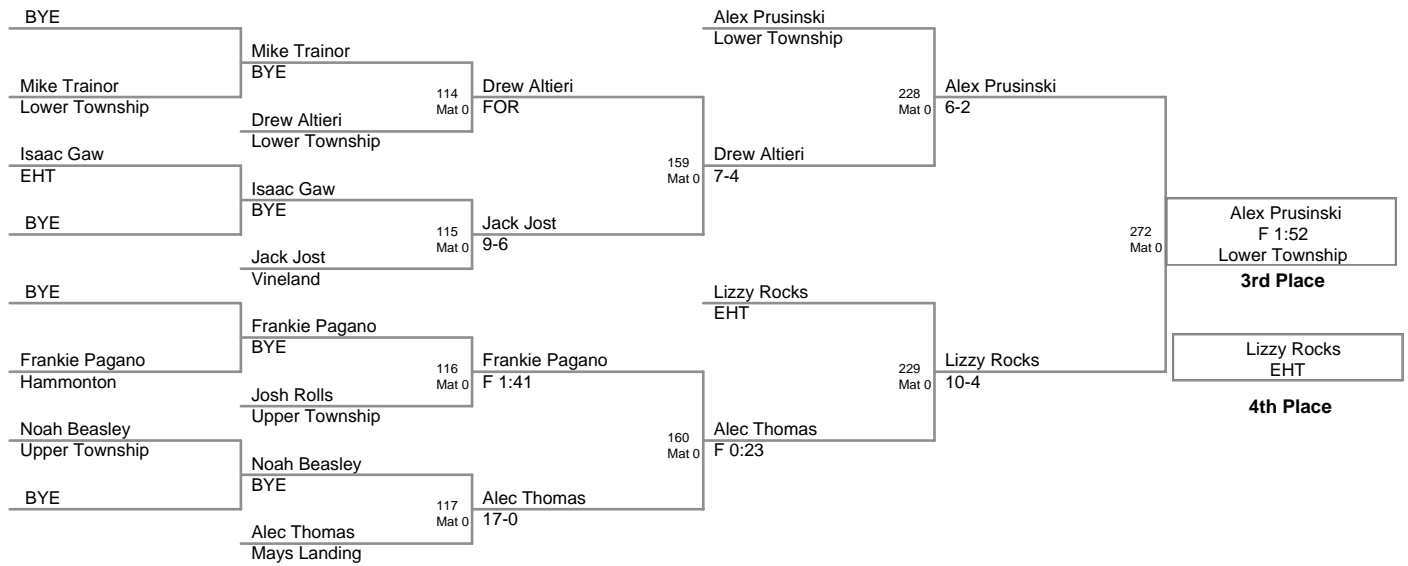 BYE
Mike Trainor
Lower Township
Isaac Gaw
EHT
BYE
BYE
Frankie Pagano
Hammonton
Noah Beasley
Upper Township
BYE
Mike Trainor
BYE
Drew Altieri
Lower Township
Isaac Gaw
BYE
Jack Jost
Vineland
Frankie Pagano
BYE
Josh Rolls
Upper Township
Noah Beasley
BYE
Alec Thomas
Mays Landing
114
Mat 0
115
Mat 0
116
Mat 0
117
Mat 0
Drew Altieri
FOR
Jack Jost
9-6
Frankie Pagano
F 1:41
Alec Thomas
17-0
159
Mat 0
160
Mat 0
Alex Prusinski
Lower Township
Drew Altieri
7-4
Lizzy Rocks
EHT
Alec Thomas
F 0:23
228
Mat 0
229
Mat 0
Alex Prusinski
6-2
Lizzy Rocks
10-4
272
Mat 0
Alex Prusinski
F 1:52
Lower Township
3rd Place
Lizzy Rocks
EHT
4th Place